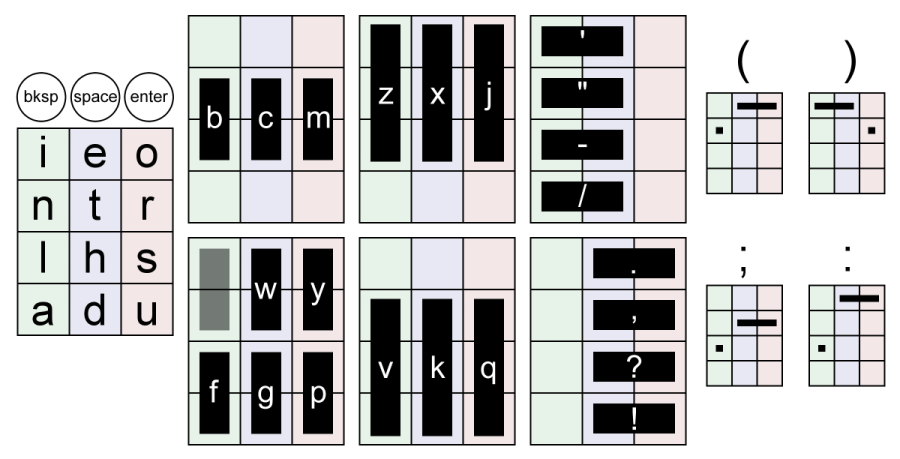 bksp space enter
i e o
n t r
l h s
a d u
b c m
w y
f g p
z x j
v k q
'
"
-
/
.
,
?
!
( )
; :